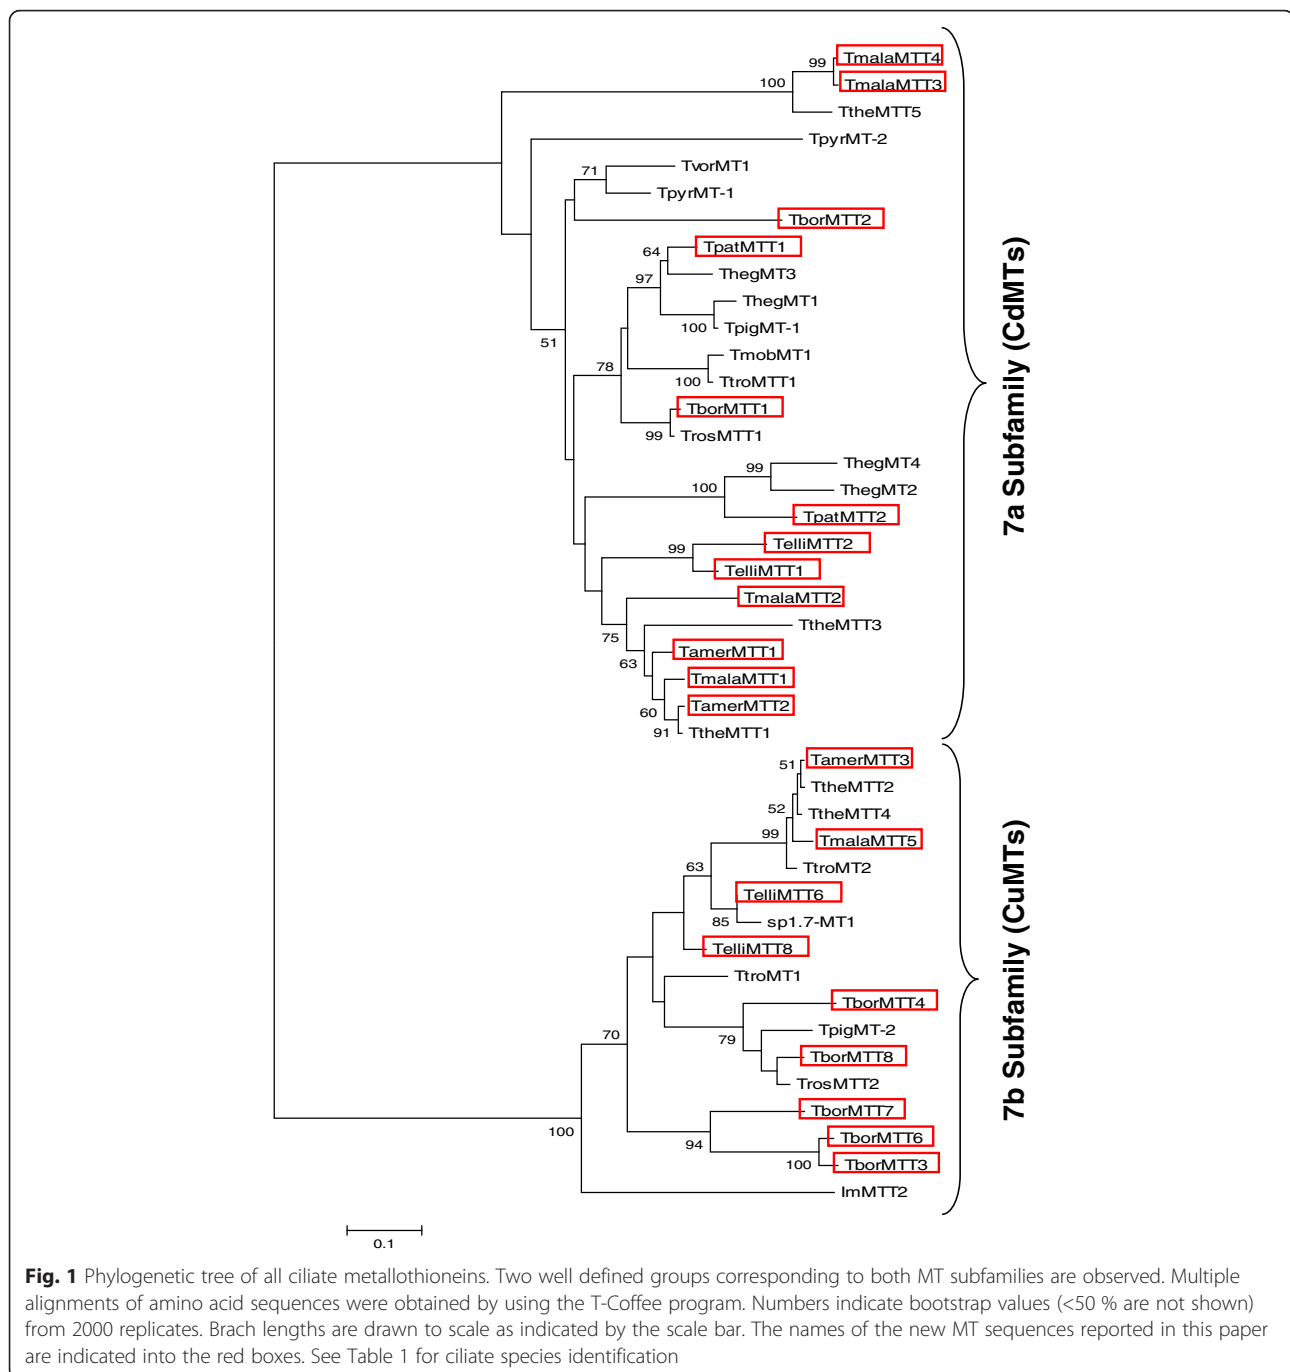 99
TmalaMTT4
100
TmalaMTT3
TtheMTT5
TpyrMT-2
71
TvorMT1
TpyrMT-1
TborMTT2
64
TpatMTT1
97
ThegMT3
ThegMT1
100
TpigMT-1
51
78
TmobMT1
100
TtroMTT1
TborMTT1
99
TrosMTT1
99
ThegMT4
100
ThegMT2
TpatMTT2
99
TelliMTT2
TelliMTT1
TmalaMTT2
75
TtheMTT3
63
TamerMTT1
TmalaMTT1
60
TamerMTT2
91
TtheMTT1
7a Subfamily (CdMTs)
51
TamerMTT3
TtheMTT2
52
TtheMTT4
99
TmalaMTT5
63
TtroMT2
TelliMTT6
85
sp1.7-MT1
TelliMTT8
TtroMT1
TborMTT4
70
79
TpigMT-2
TborMTT8
TrosMTT2
TborMTT7
100
94
TborMTT6
100
TborMTT3
ImMTT2
7b Subfamily (CuMTs)
0.1
Fig. 1 Phylogenetic tree of all ciliate metallothioneins. Two well defined groups corresponding to both MT subfamilies are observed. Multiple
alignments of amino acid sequences were obtained by using the T-Coffee program. Numbers indicate bootstrap values (<50 % are not shown)
from 2000 replicates. Brach lengths are drawn to scale as indicated by the scale bar. The names of the new MT sequences reported in this paper
are indicated into the red boxes. See Table 1 for ciliate species identification